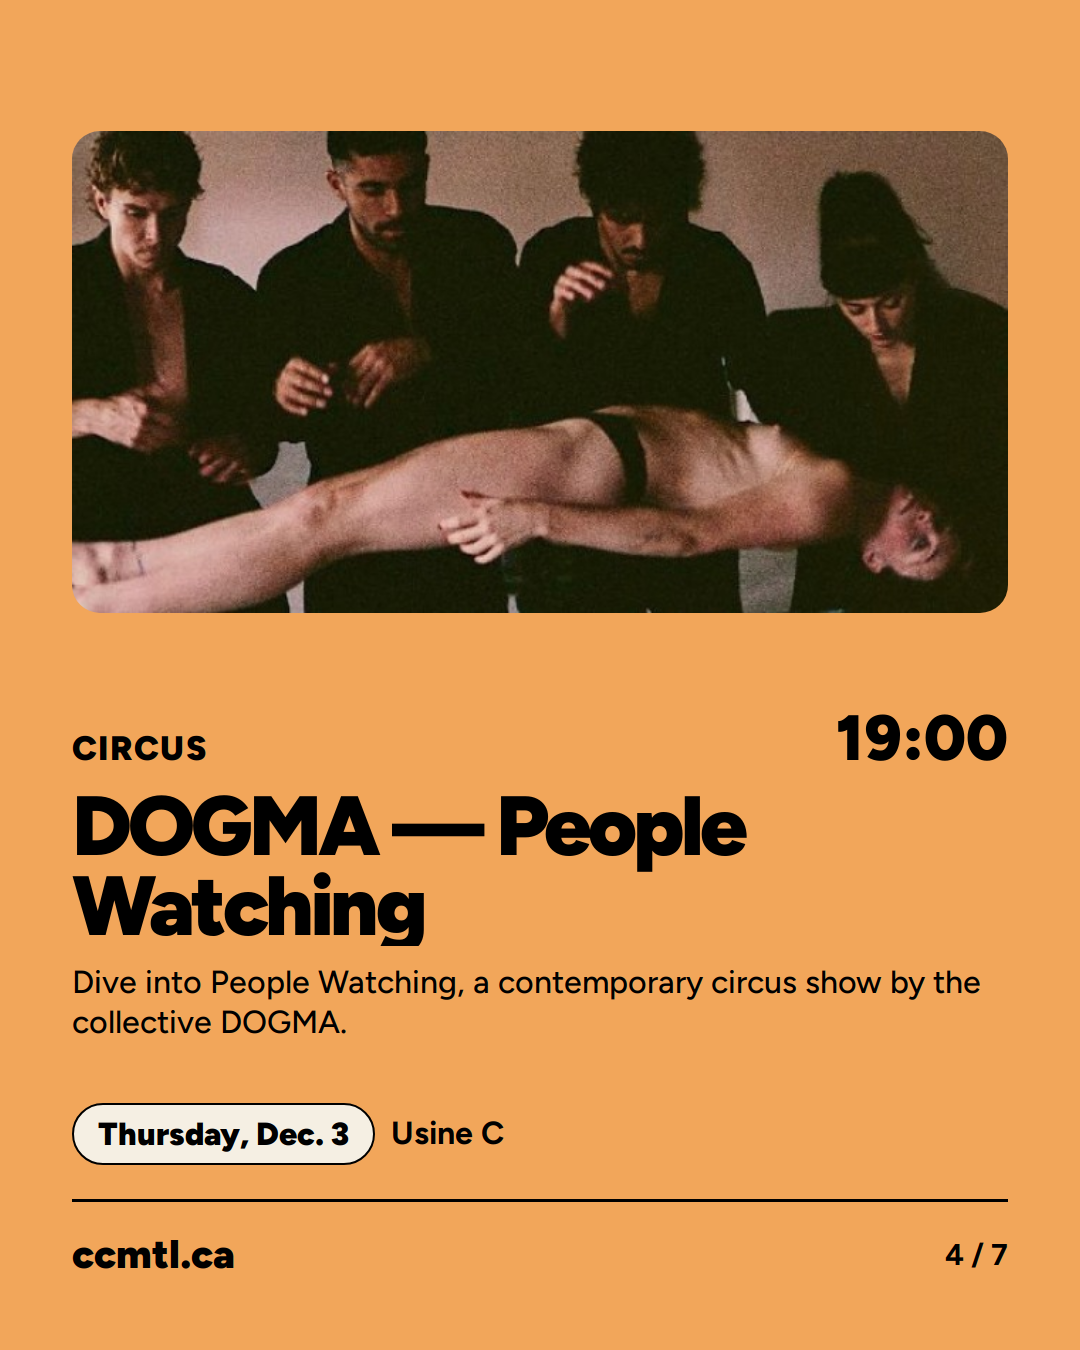 CIRCUS
19:00
DOGMA — People
Watching
Dive into People Watching, a contemporary circus show by the
collective DOGMA.
Thursday, Dec. 3
Usine C
ccmtl.ca
4 / 7